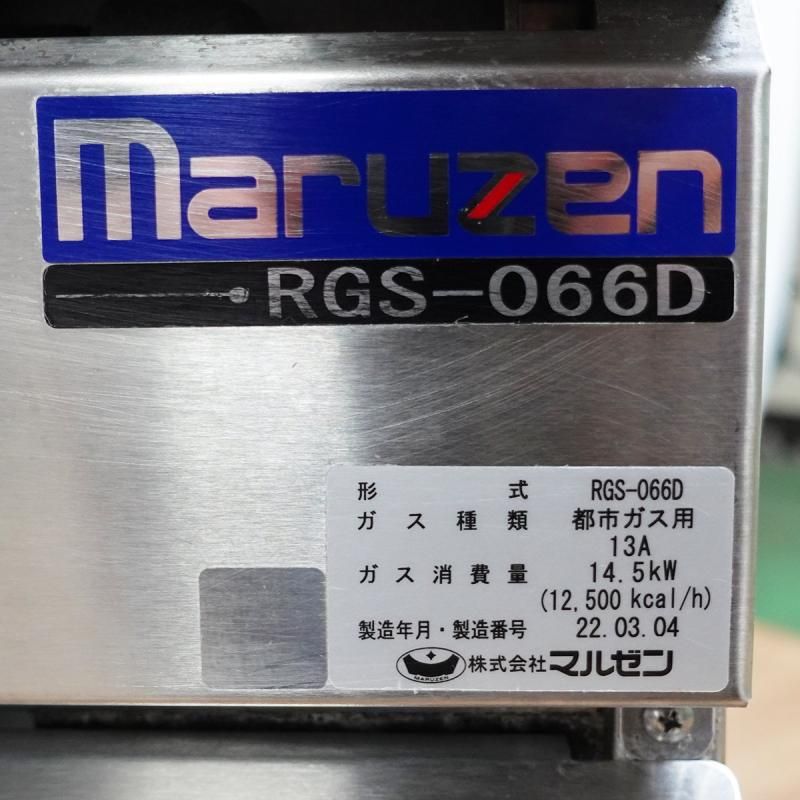 maruzen
RGS-066D
形式 RGS-066D
ガス種類 都市ガス用
13A
ガス消費量 14.5kW
(12,500 kcal/h)
製造年月・製造番号 22.03.04
MARUZEN 株式会社マルゼン